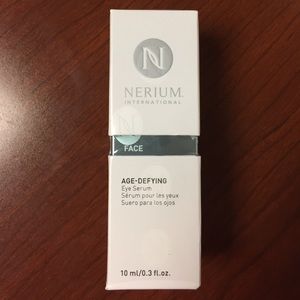 N
NERIUM
INTERNATIONAL
FACE
AGE-DEFYING
Eye Serum
Sérum pour les yeux
Suero para los ojos
10 ml/0.3 fl.oz.